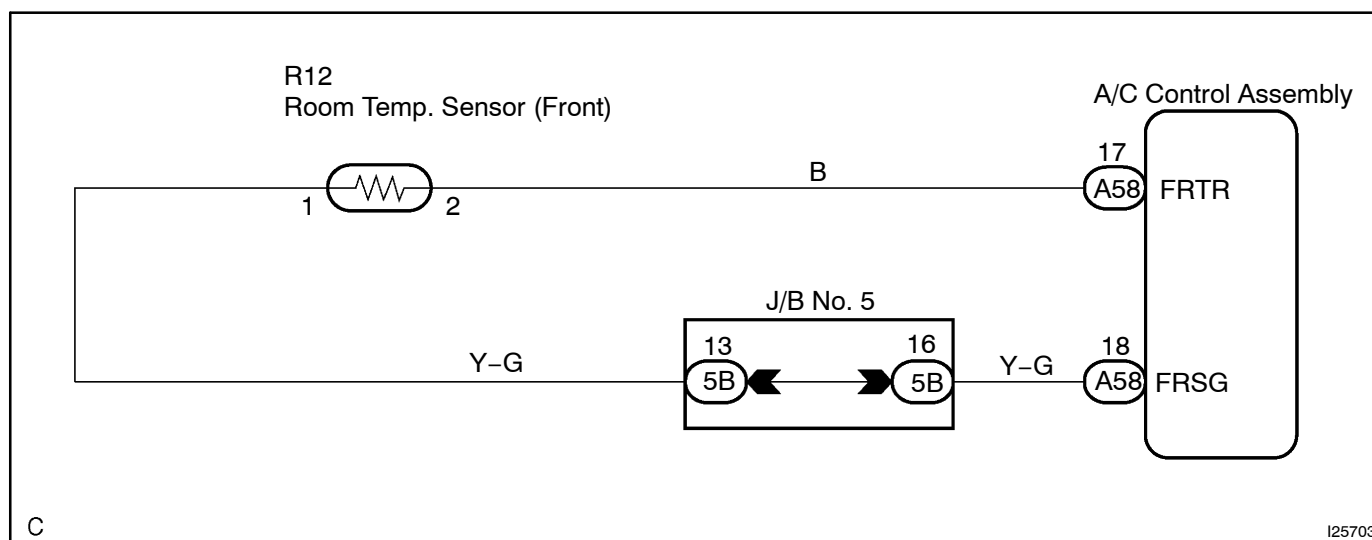 R12
Room Temp. Sensor (Front)
A/C Control Assembly
1
2
B
17
A58
FRTR
J/B No. 5
Y–G
13
5B
16
5B
Y–G
18
A58
FRSG
C
I25703